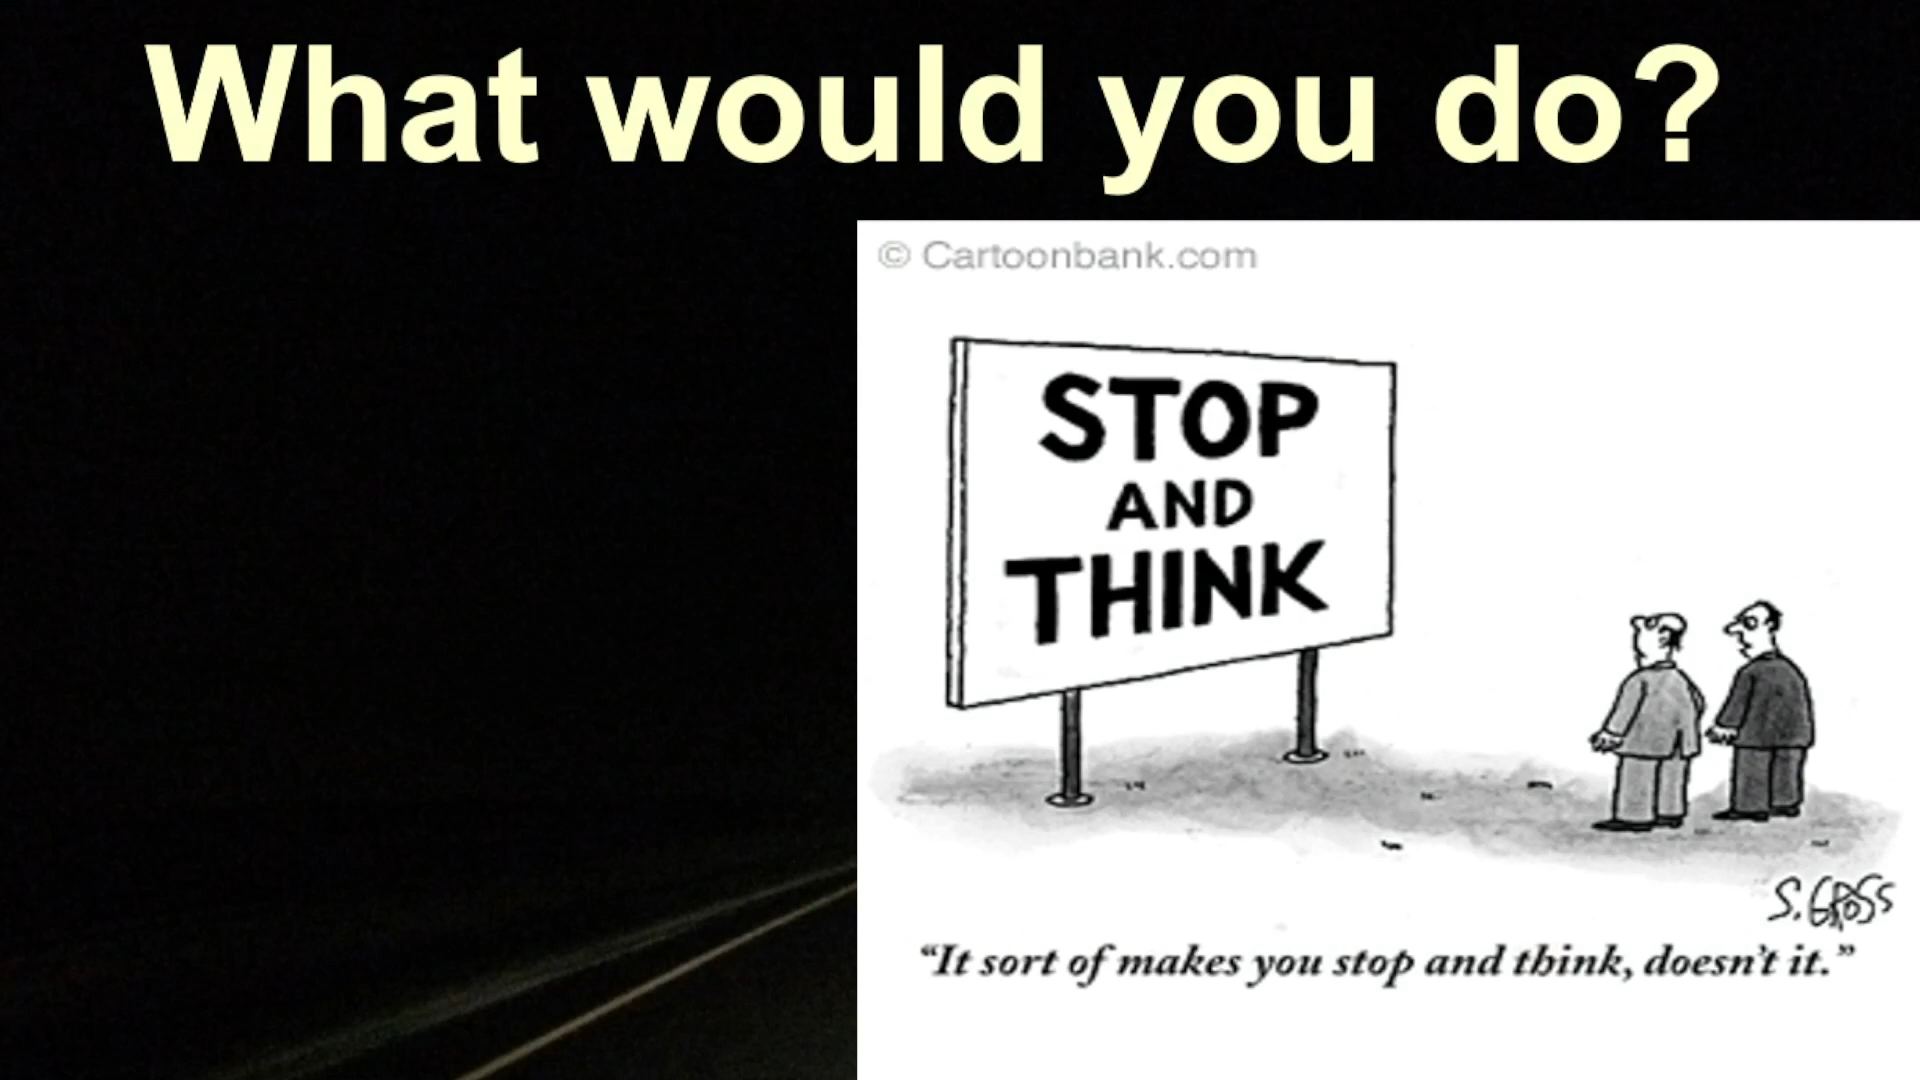 What would you do?
© Cartoonbank.com
STOP
AND
THINK
S. GROSS
“It sort of makes you stop and think, doesn't it.”